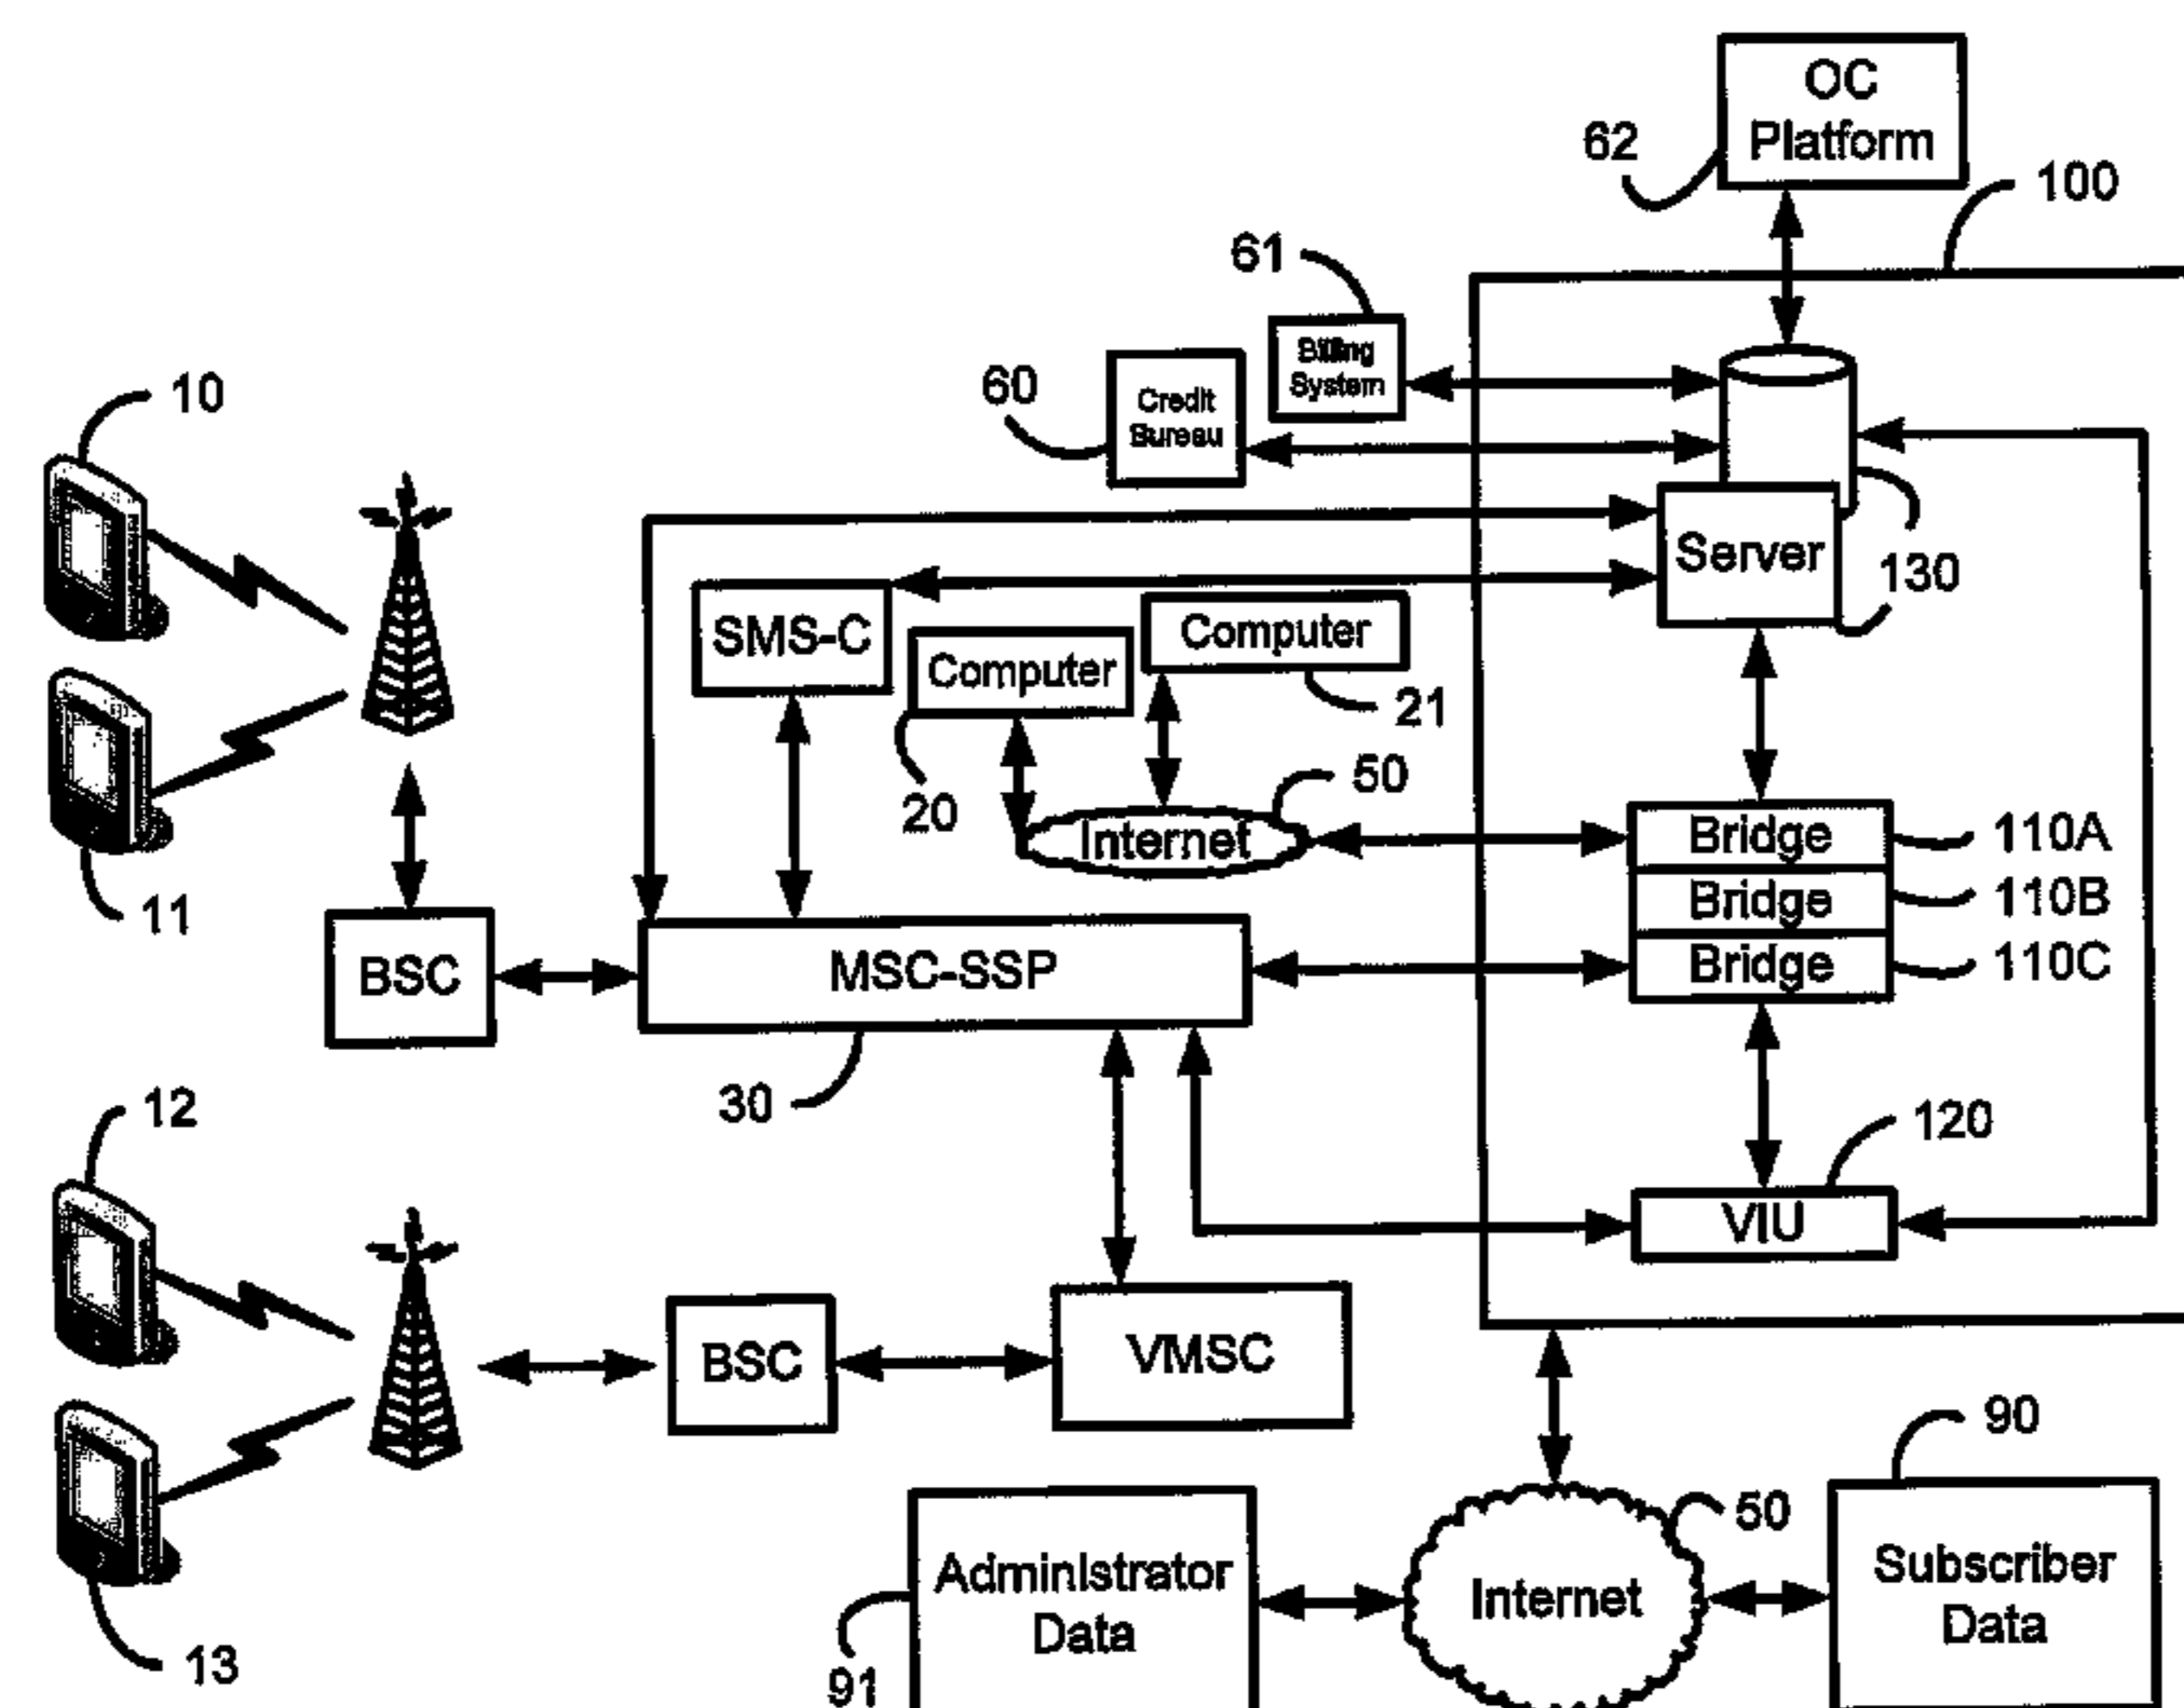 OC
Platform
62
100
61
Billing
System
60
Credit
Bureau
10
Server
130
SMS-C
Computer
Computer
21
20
50
Internet
Bridge
110A
Bridge
110B
Bridge
110C
11
BSC
MSC-SSP
30
12
120
VIU
BSC
VMSC
90
50
Administrator
Data
Internet
Subscriber
Data
13
91